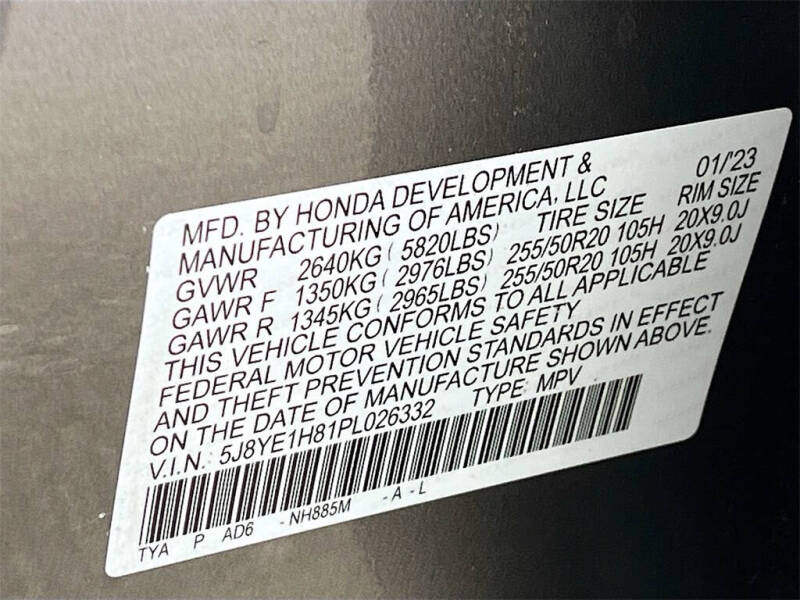 MFD. BY HONDA DEVELOPMENT & 01/'23
MANUFACTURING OF AMERICA, LLC
GVWR 2640KG ( 5820LBS) TIRE SIZE RIM SIZE
GAWR F 1350KG ( 2976LBS) 255/50R20 105H 20X9.0J
GAWR R 1345KG ( 2965LBS) 255/50R20 105H 20X9.0J
THIS VEHICLE CONFORMS TO ALL APPLICABLE
FEDERAL MOTOR VEHICLE SAFETY
AND THEFT PREVENTION STANDARDS IN EFFECT
ON THE DATE OF MANUFACTURE SHOWN ABOVE.
V.I.N. : 5J8YE1H81PL026332 TYPE: MPV
TYA P AD6 - NH885M - A - L